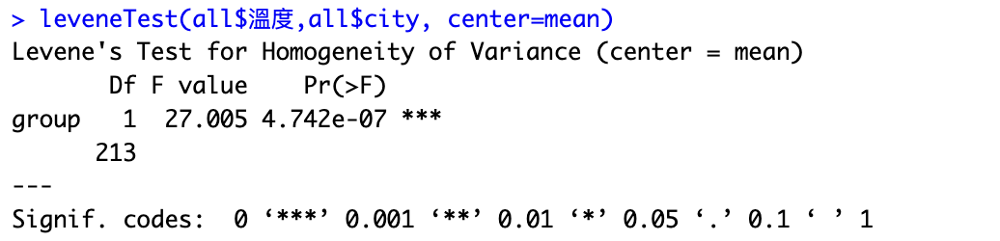 > leveneTest(all$溫度,all$city, center=mean)
Levene's Test for Homogeneity of Variance (center = mean)
       Df F value    Pr(>F)
group   1  27.005 4.742e-07 ***
      213
---
Signif. codes:  0 ‘***’ 0.001 ‘**’ 0.01 ‘*’ 0.05 ‘.’ 0.1 ‘ ’ 1